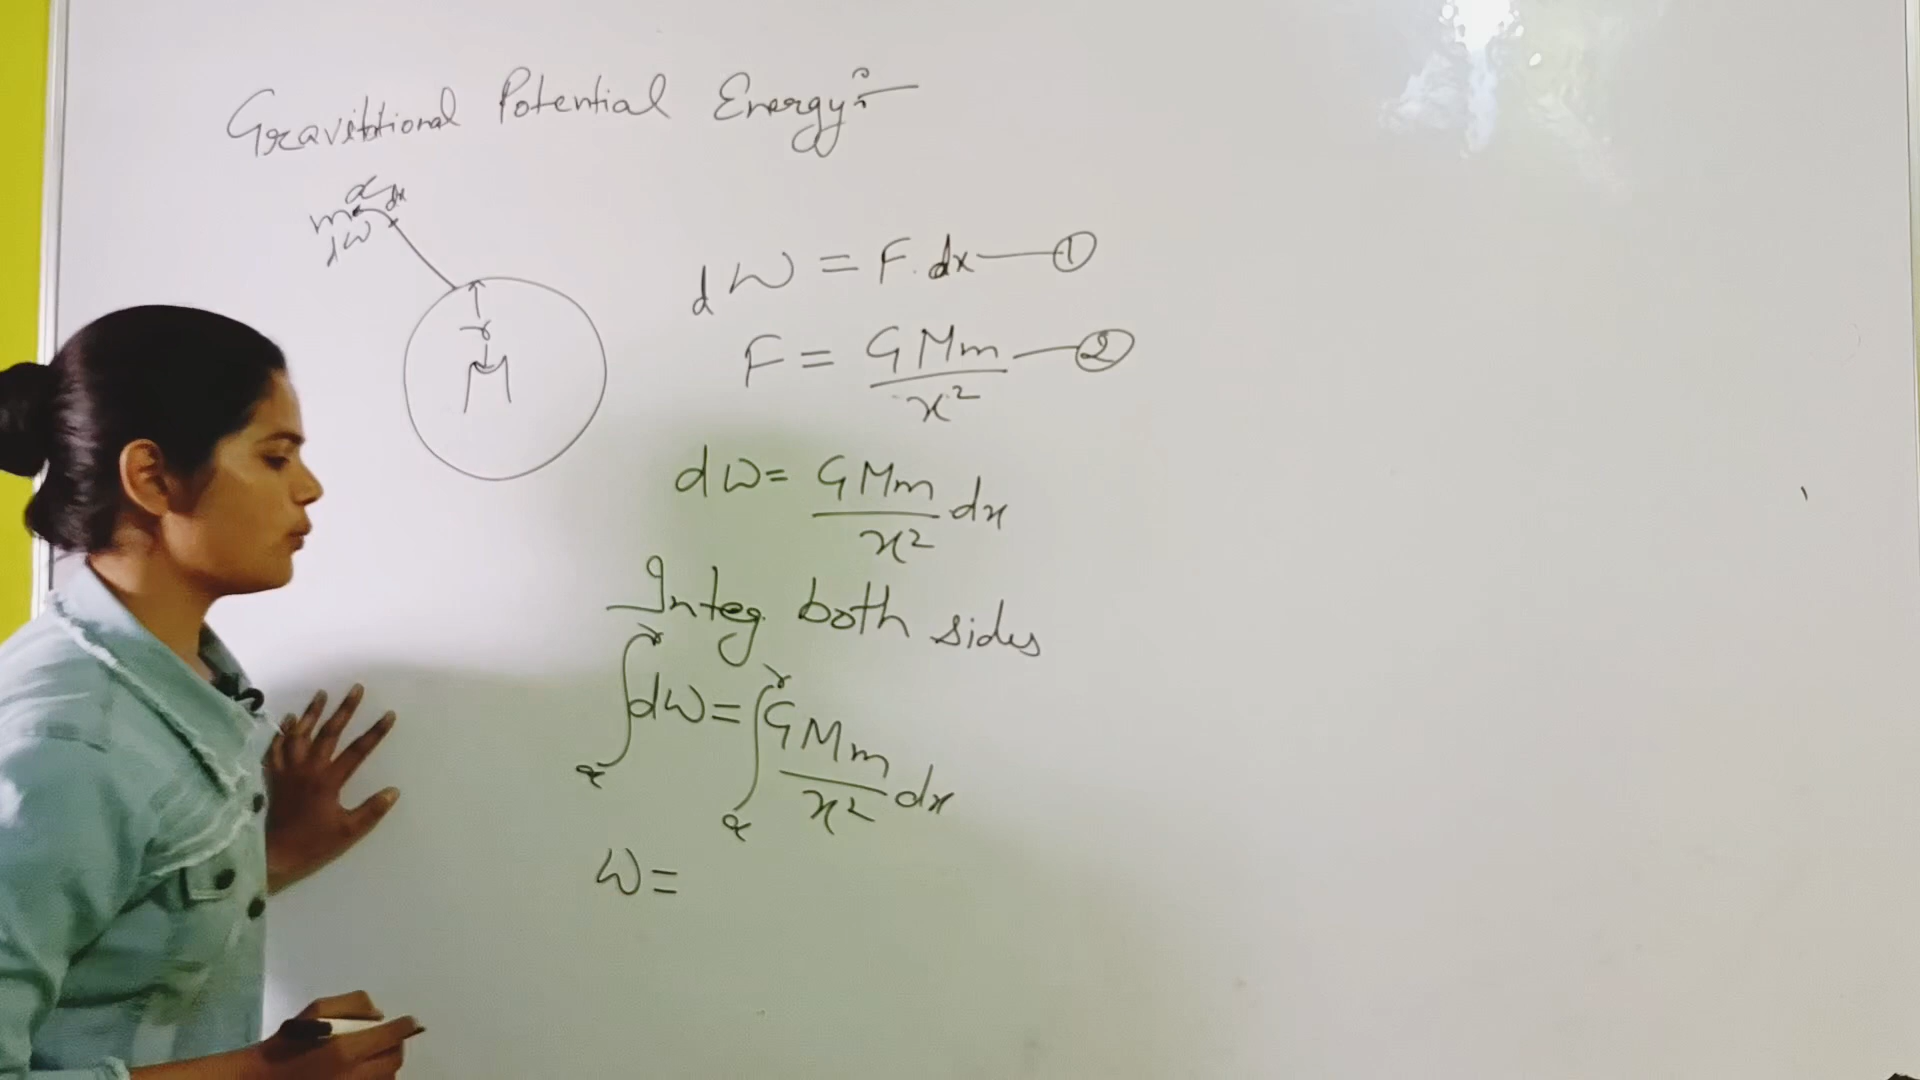 Gravittional Potential Energy:-
∝ dx
m
dW
r
M
dW = F. dx — ①
F = GMm / x² — ②
dW = GMm / x² dx
Integ. both sides
∫_∝^r dW = ∫_∝^r GMm / x² dx
W =